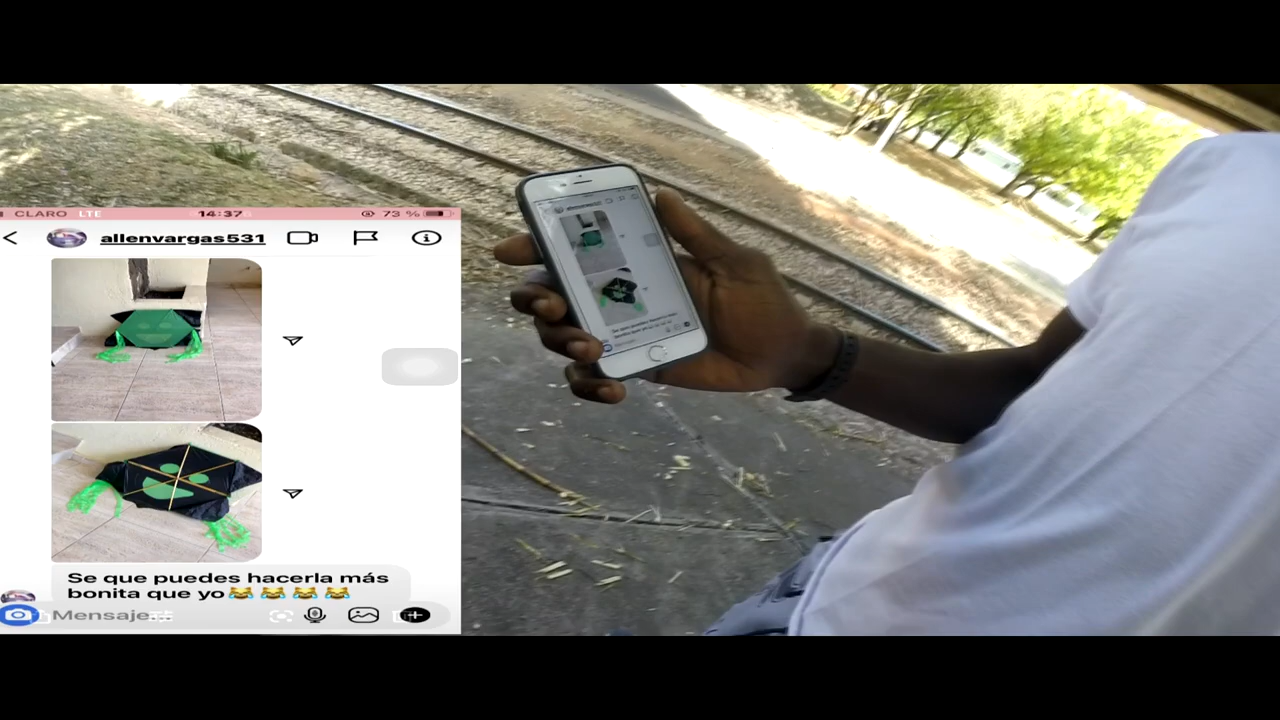 CLARO LTE 14:37 73 %
allenvargas531
Se que puedes hacerla más
bonita que yo😹😹😹😹
Mensaje...